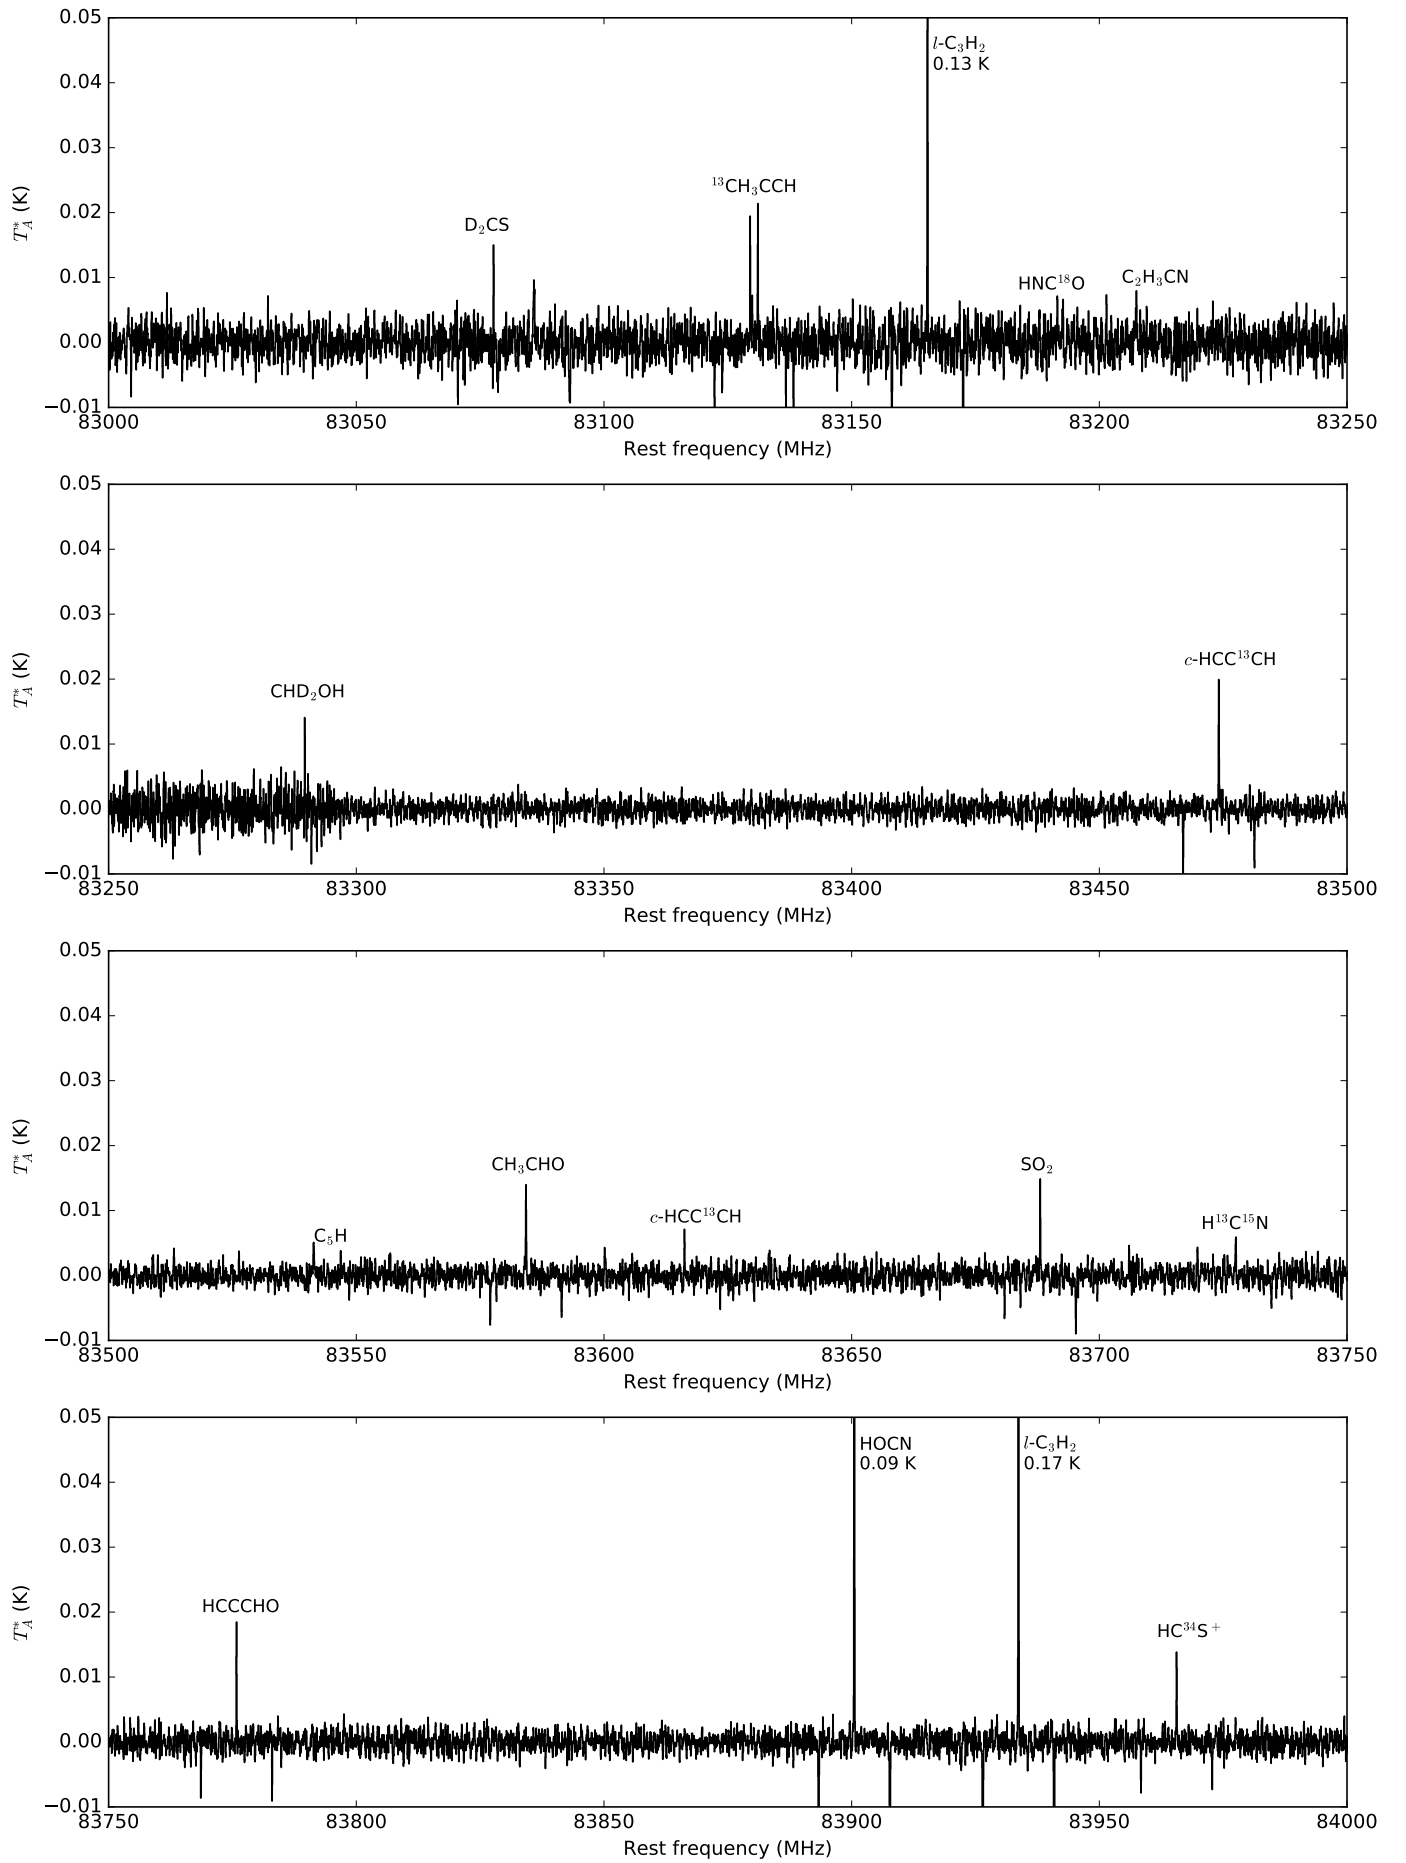 0.05
0.04
0.03
0.02
0.01
0.00
−0.01
T*A (K)
l-C3H2
0.13 K
13CH3CCH
D2CS
HNC18O
C2H3CN
83000 83050 83100 83150 83200 83250
Rest frequency (MHz)
0.05
0.04
0.03
0.02
0.01
0.00
−0.01
T*A (K)
c-HCC13CH
CHD2OH
83250 83300 83350 83400 83450 83500
Rest frequency (MHz)
0.05
0.04
0.03
0.02
0.01
0.00
−0.01
T*A (K)
CH3CHO
SO2
c-HCC13CH
H13C15N
C5H
83500 83550 83600 83650 83700 83750
Rest frequency (MHz)
0.05
0.04
0.03
0.02
0.01
0.00
−0.01
T*A (K)
HOCN
0.09 K
l-C3H2
0.17 K
HCCCHO
HC34S+
83750 83800 83850 83900 83950 84000
Rest frequency (MHz)